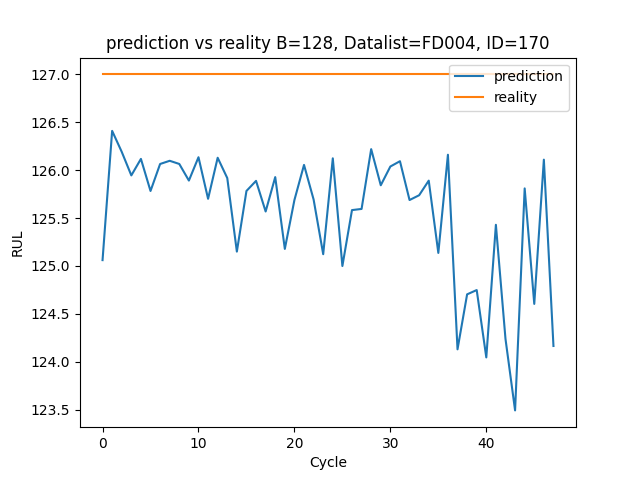 prediction vs reality B=128, Datalist=FD004, ID=170
127.0
126.5
126.0
125.5
125.0
124.5
124.0
123.5
RUL
prediction
reality
0
10
20
30
40
Cycle